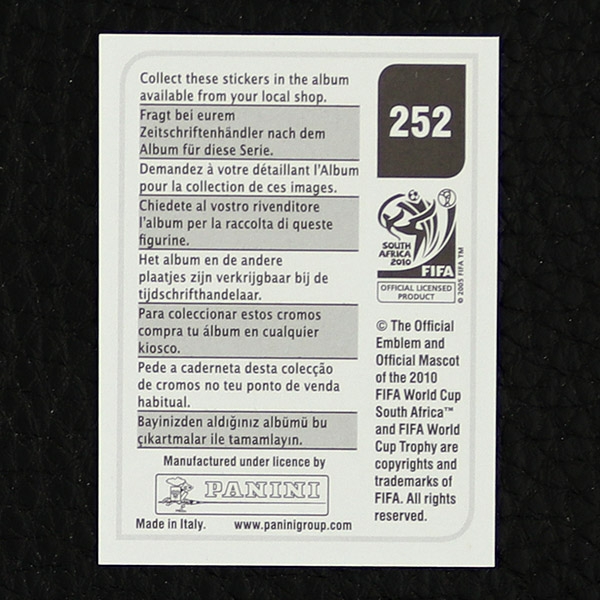 Collect these stickers in the album
available from your local shop.
Fragt bei eurem
Zeitschriftenhändler nach dem
Album für diese Serie.
Demandez à votre détaillant l'Album
pour la collection de ces images.
Chiedete al vostro rivenditore
l'album per la raccolta di queste
figurine.
Het album en de andere
plaatjes zijn verkrijgbaar bij de
tijdschrifthandelaar.
Para coleccionar estos cromos
compra tu álbum en cualquier
kiosco.
Pede a caderneta desta colecção
de cromos no teu ponto de venda
habitual.
Bayinizden aldığınız albümü bu
çıkartmalar ile tamamlayın.
Manufactured under licence by
PANINI
Made in Italy. www.paninigroup.com
252
SOUTH
AFRICA
2010
FIFA
OFFICIAL LICENSED
PRODUCT
© 2005 FIFA TM
© The Official
Emblem and
Official Mascot
of the 2010
FIFA World Cup
South Africa™
and FIFA World
Cup Trophy are
copyrights and
trademarks of
FIFA. All rights
reserved.